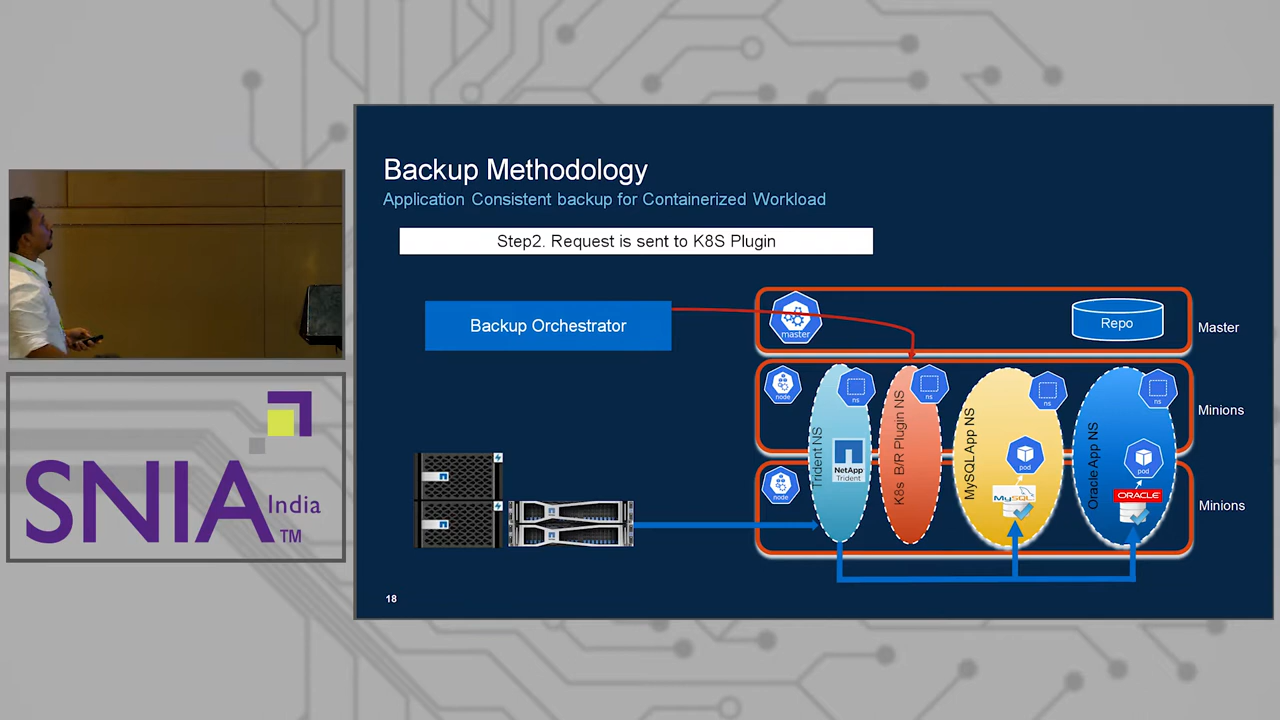 Backup Methodology
Application Consistent backup for Containerized Workload
Step2. Request is sent to K8S Plugin
Backup Orchestrator
master
Repo
Master
node
ns
ns
ns
ns
Minions
Trident NS
K8s B/R Plugin NS
MySQL App NS
Oracle App NS
NetApp
Trident
pod
pod
MySQL
ORACLE
node
Minions
18
SNIA
India
TM